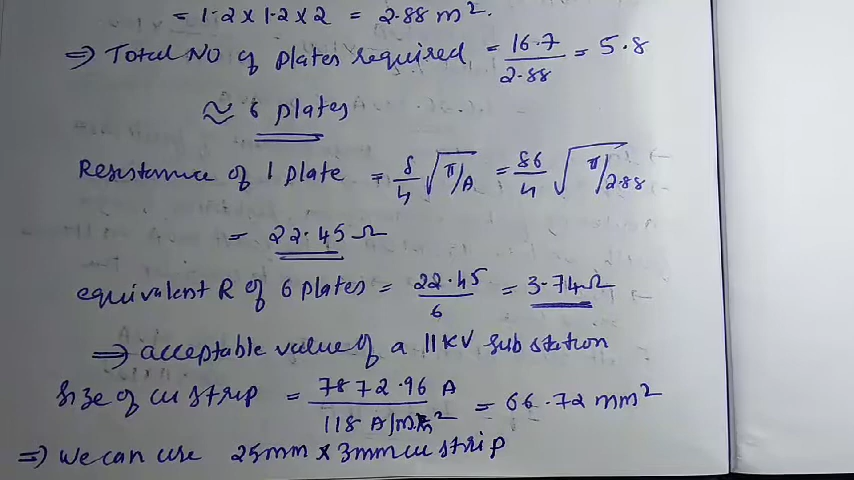 = 1.2 x 1.2 x 2 = 2.88 m².
⇒ Total No of plates required = 16.7/2.88 = 5.8
≈ 6 plates
Resistance of 1 plate = ρ/4 √π/A = 86/4 √π/2.88
= 22.45 Ω
equivalent R of 6 plates = 22.45/6 = 3.74 Ω
⇒ acceptable value of a 11KV Substation
Size of cu strip = 7872.96 A / 118 A/mm² = 66.72 mm²
⇒ We can use 25mm x 3mm cu strip